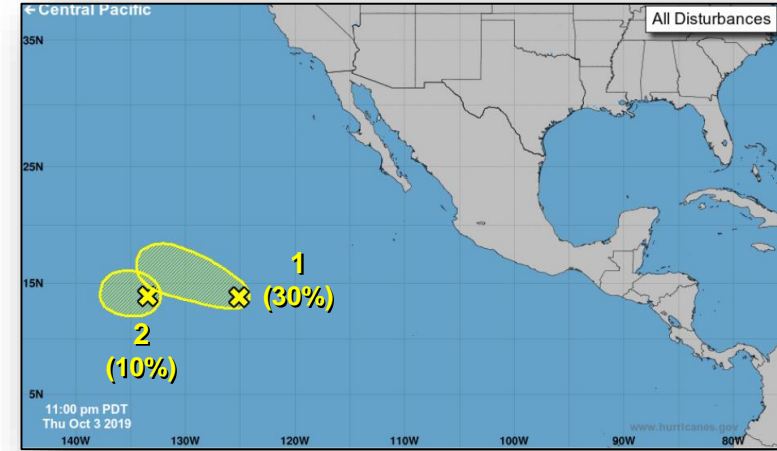 ← Central Pacific
All Disturbances
35N
25N
15N
5N
1
(30%)
2
(10%)
11:00 pm PDT
Thu Oct 3 2019
www.hurricanes.gov
140W 130W 120W 110W 100W 90W 80W